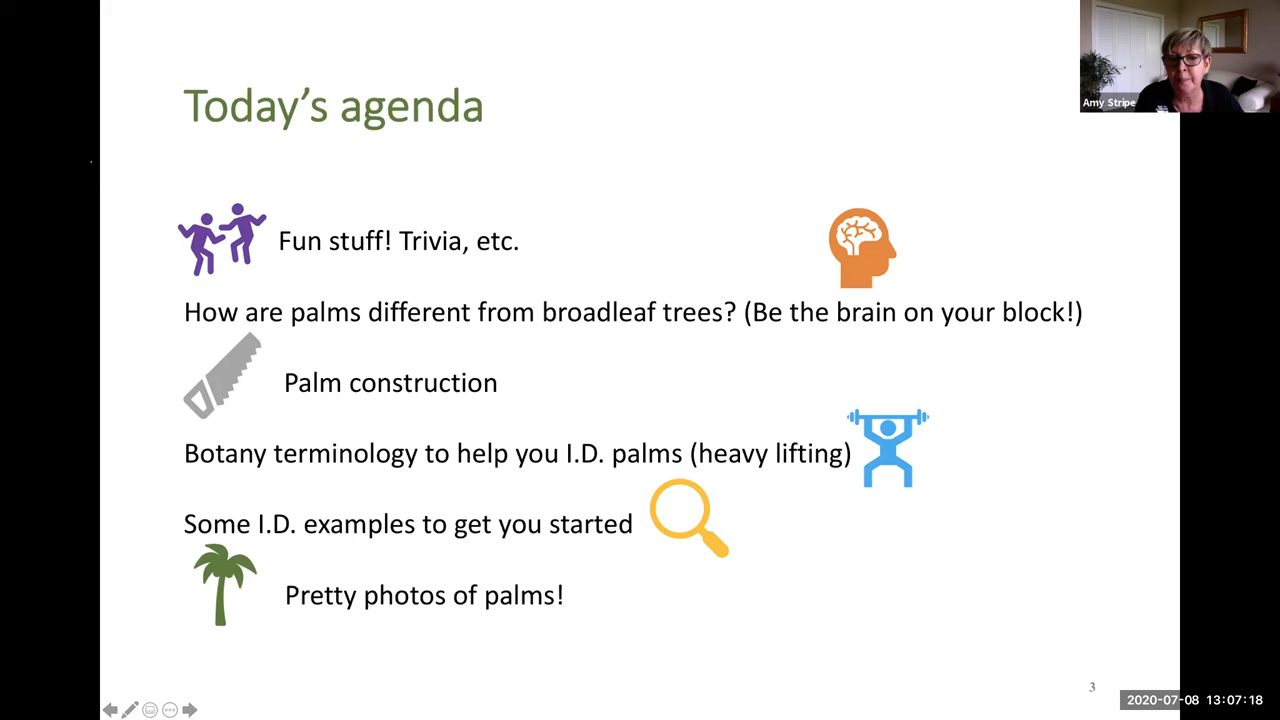 Today's agenda
Amy Stripe
Fun stuff! Trivia, etc.
How are palms different from broadleaf trees? (Be the brain on your block!)
Palm construction
Botany terminology to help you I.D. palms (heavy lifting)
Some I.D. examples to get you started
Pretty photos of palms!
3
2020-07-08 13:07:18